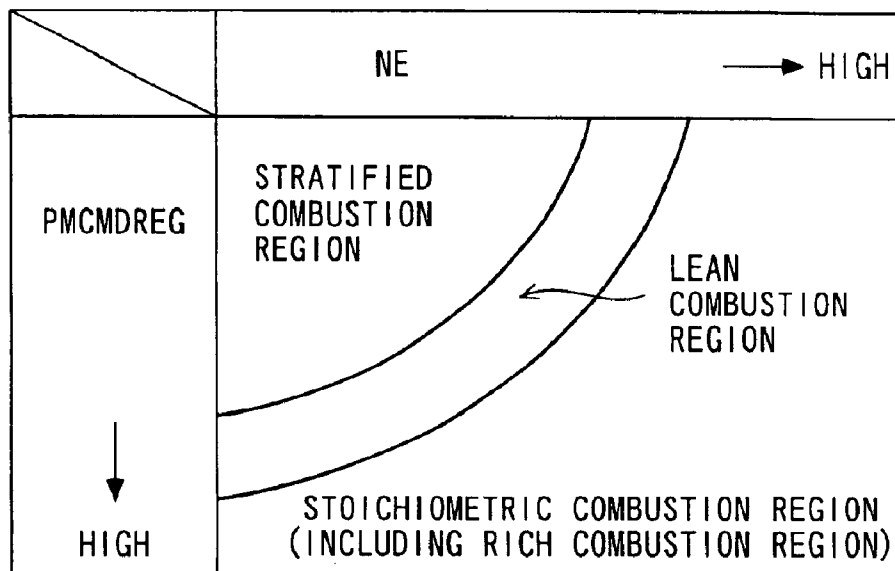 NE
HIGH
PMCMDREG
HIGH
STRATIFIED
COMBUSTION
REGION
LEAN
COMBUSTION
REGION
STOICHIOMETRIC COMBUSTION REGION
(INCLUDING RICH COMBUSTION REGION)